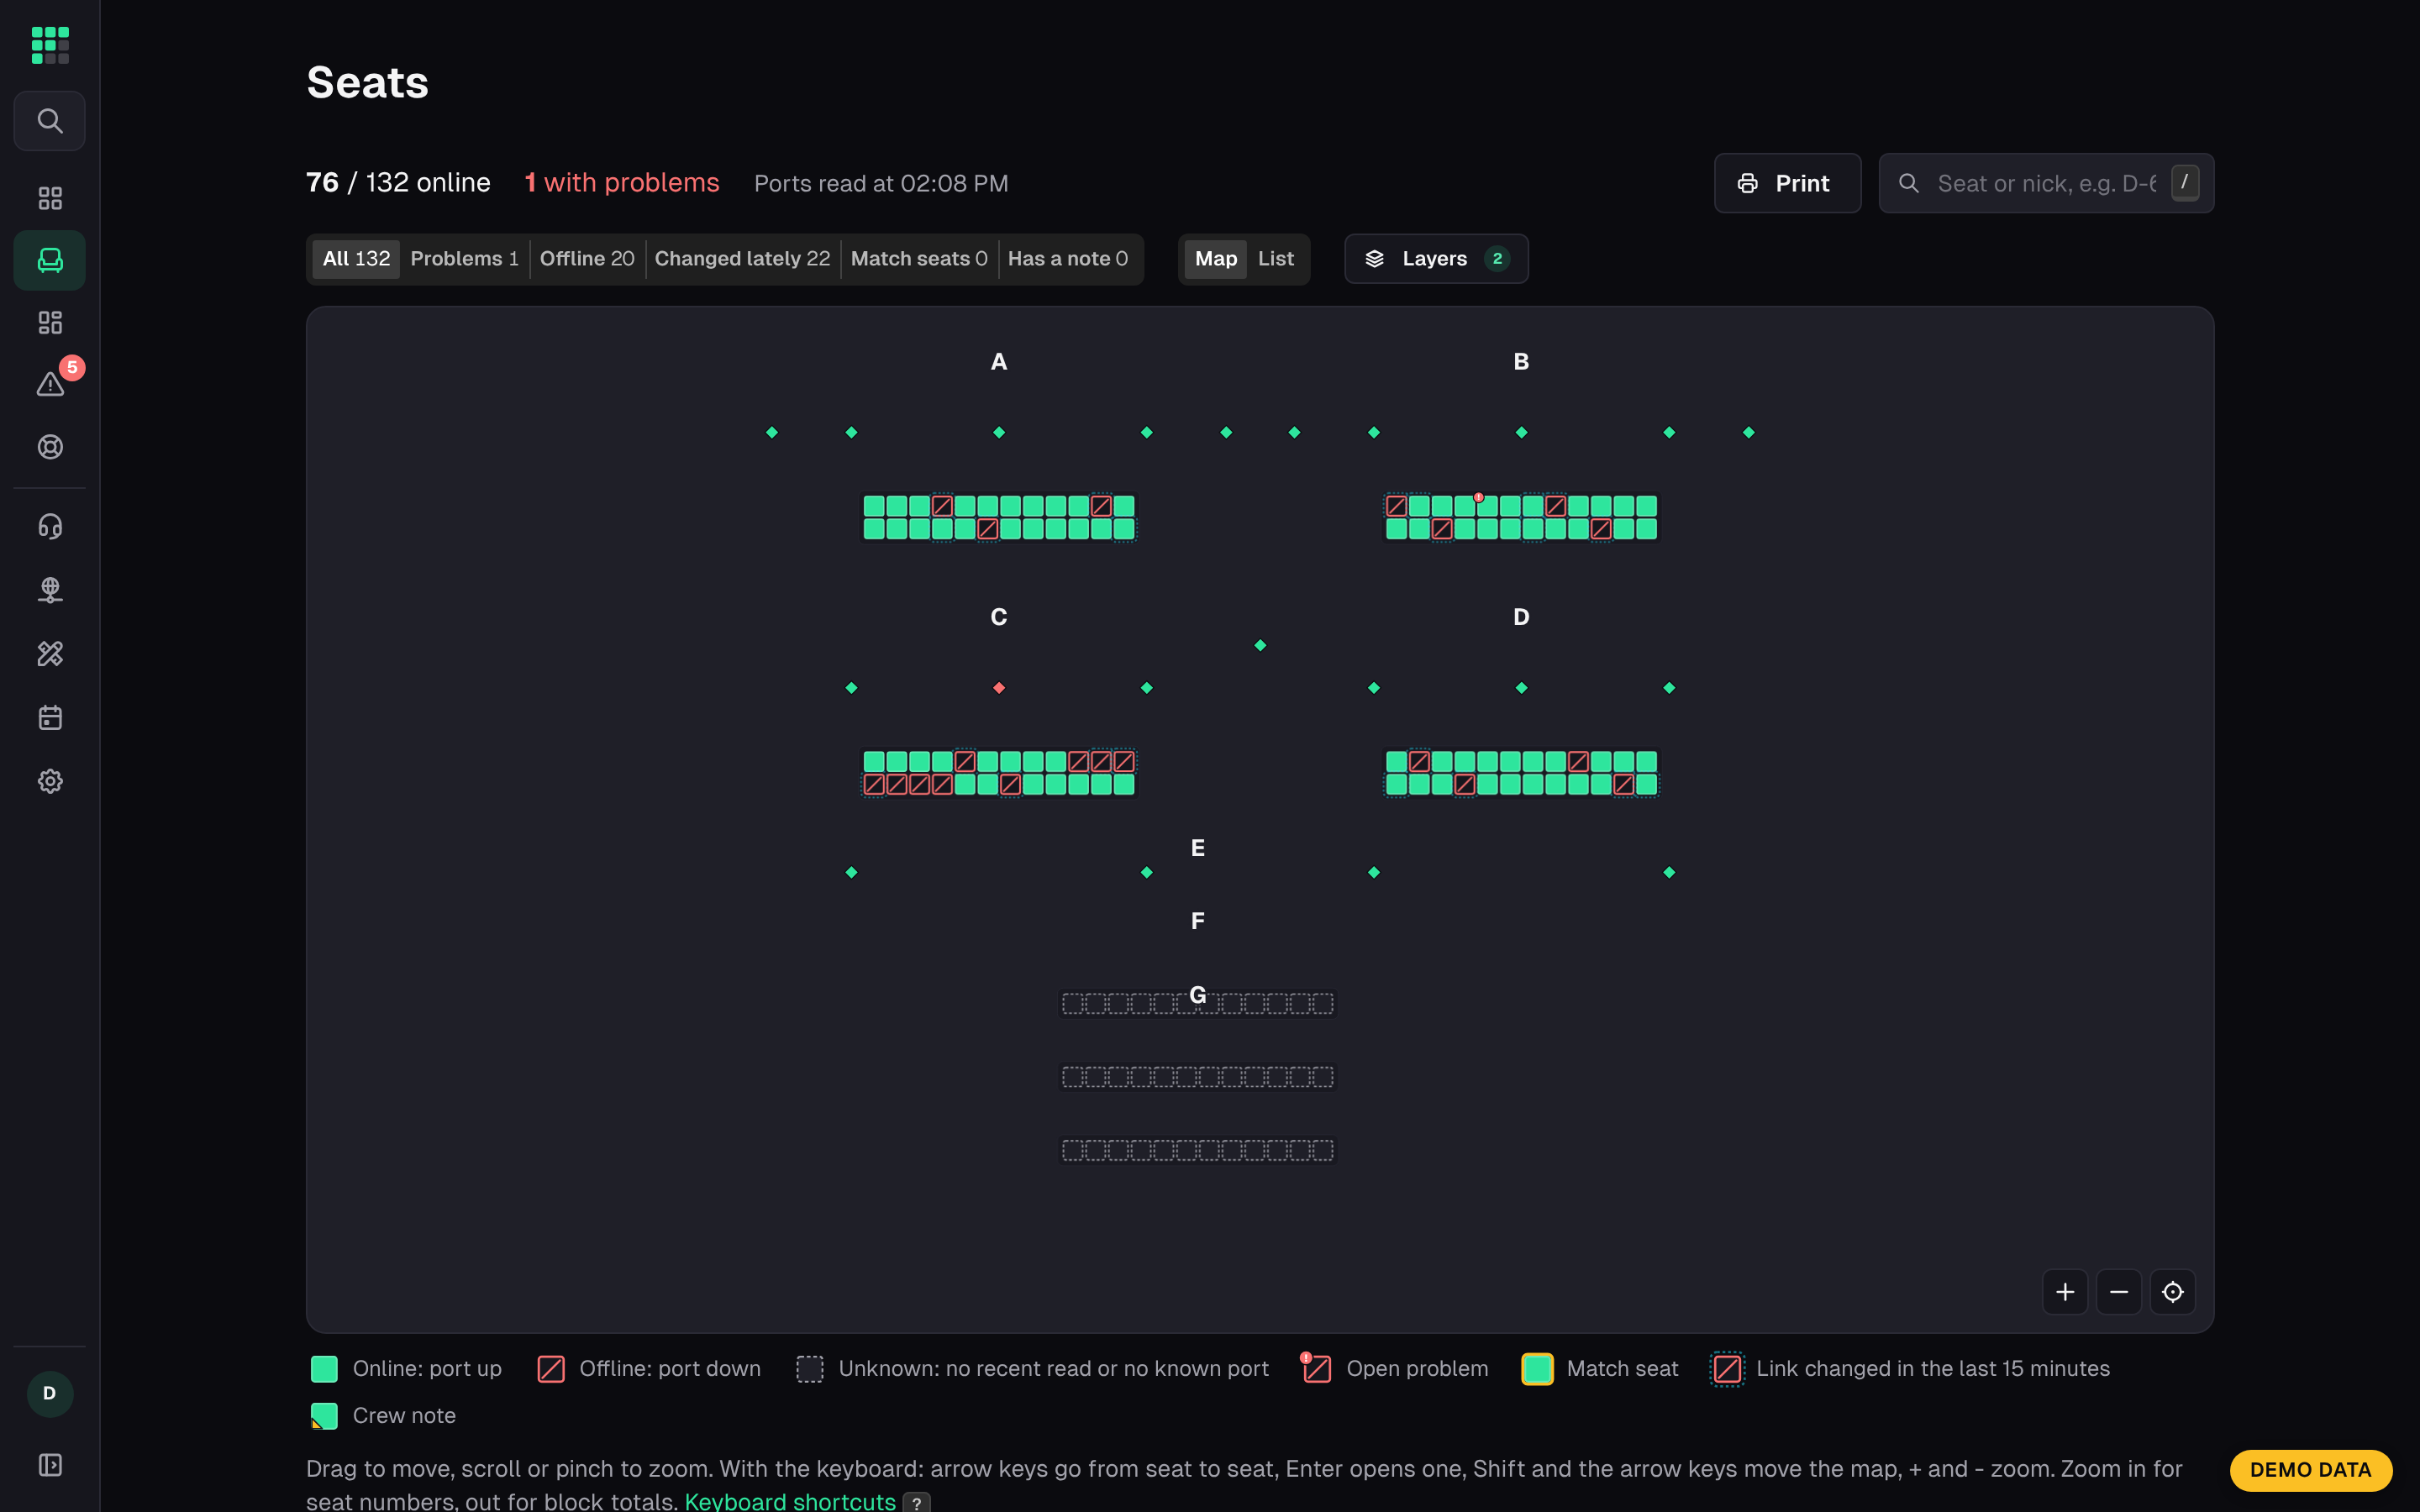 Seats
76 / 132 online 1 with problems Ports read at 02:08 PM
Print
Seat or nick, e.g. D-6 /
All 132 Problems 1 Offline 20 Changed lately 22 Match seats 0 Has a note 0
Map List
Layers 2
5
A B
C D
E
F
G
Online: port up Offline: port down Unknown: no recent read or no known port Open problem Match seat Link changed in the last 15 minutes
Crew note
Drag to move, scroll or pinch to zoom. With the keyboard: arrow keys go from seat to seat, Enter opens one, Shift and the arrow keys move the map, + and - zoom. Zoom in for
seat numbers, out for block totals. Keyboard shortcuts ?
D
DEMO DATA